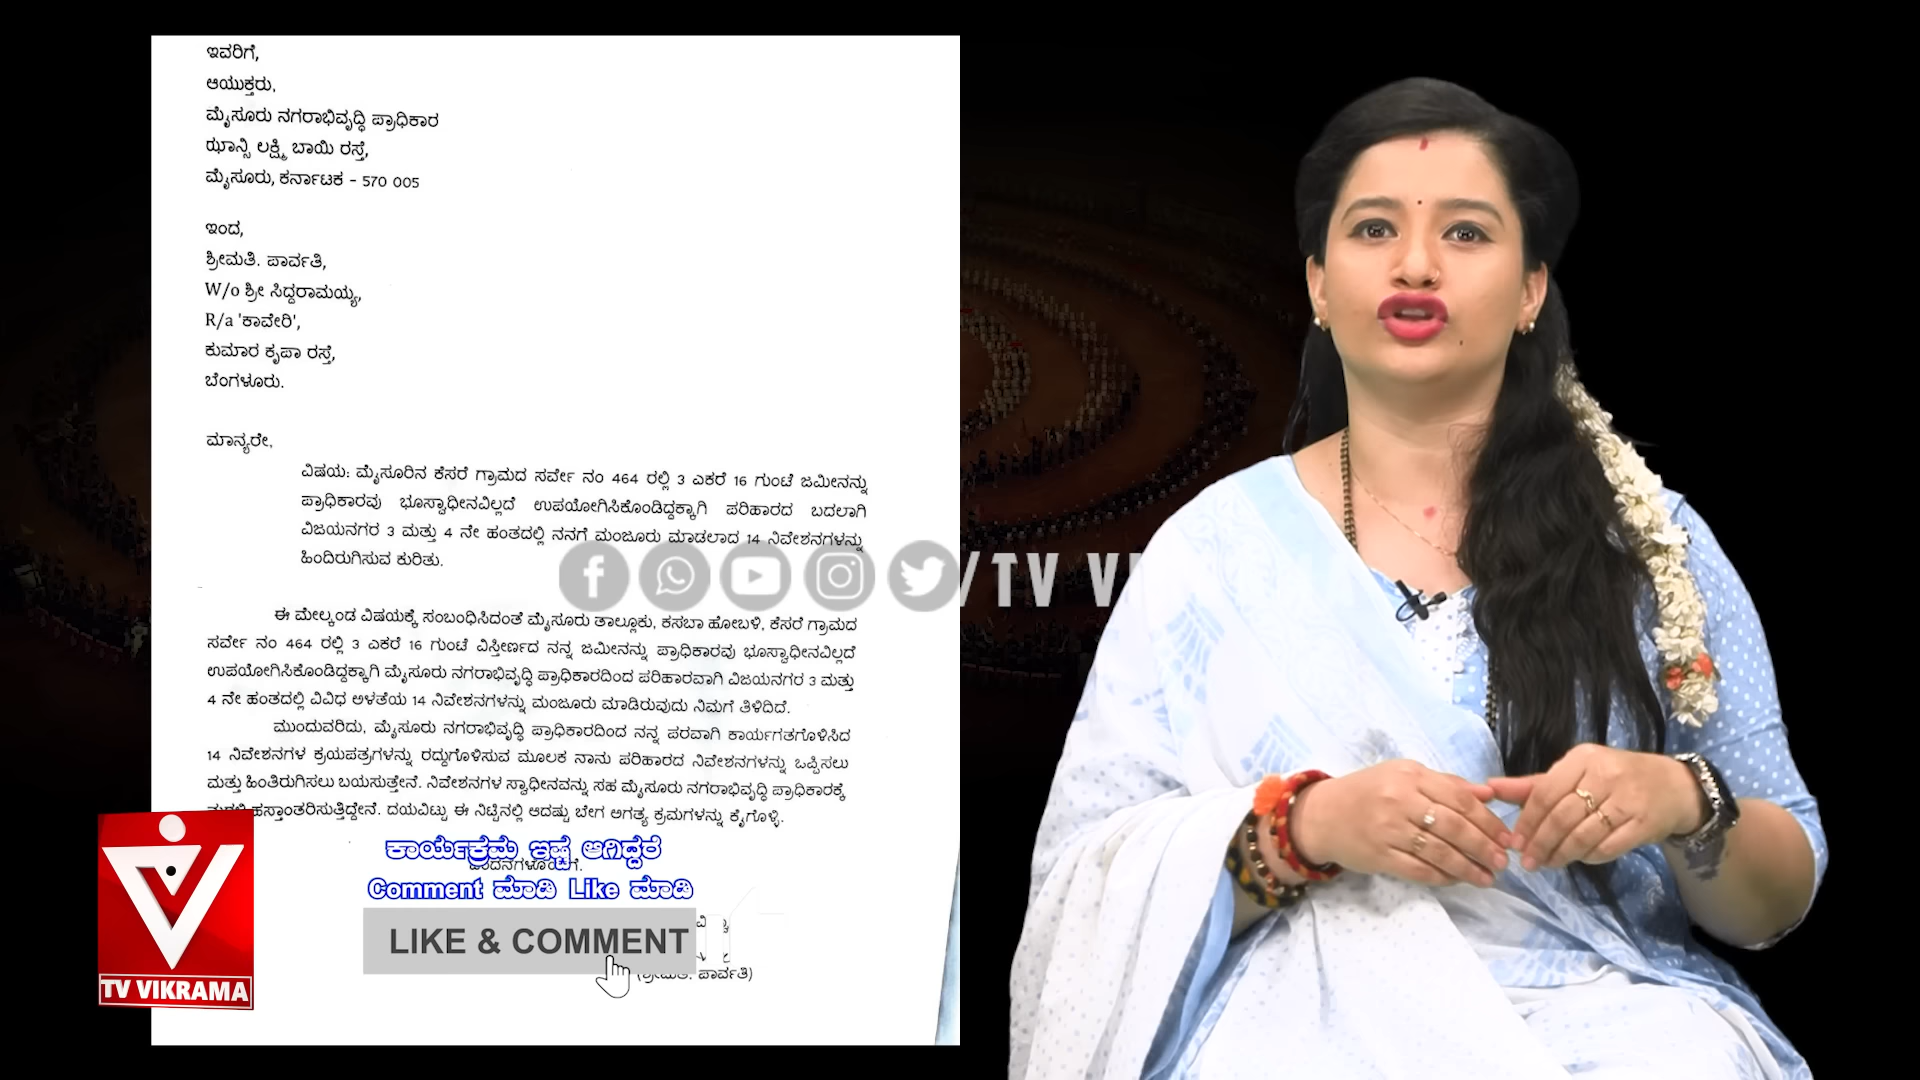 ಇವರಿಗೆ,
ಆಯುಕ್ತರು,
ಮೈಸೂರು ನಗರಾಭಿವೃದ್ಧಿ ಪ್ರಾಧಿಕಾರ
ಝಾನ್ಸಿ ಲಕ್ಷ್ಮಿ ಬಾಯಿ ರಸ್ತೆ,
ಮೈಸೂರು, ಕರ್ನಾಟಕ – 570 005
ಇಂದ,
ಶ್ರೀಮತಿ. ಪಾರ್ವತಿ,
W/o ಶ್ರೀ ಸಿದ್ದರಾಮಯ್ಯ,
R/a 'ಕಾವೇರಿ',
ಕುಮಾರ ಕೃಪಾ ರಸ್ತೆ,
ಬೆಂಗಳೂರು.
ಮಾನ್ಯರೇ,
ವಿಷಯ: ಮೈಸೂರಿನ ಕೆಸರೆ ಗ್ರಾಮದ ಸರ್ವೇ ನಂ 464 ರಲ್ಲಿ 3 ಎಕರೆ 16 ಗುಂಟೆ ಜಮೀನನ್ನು
ಪ್ರಾಧಿಕಾರವು ಭೂಸ್ವಾಧೀನವಿಲ್ಲದೆ ಉಪಯೋಗಿಸಿಕೊಂಡಿದ್ದಕ್ಕಾಗಿ ಪರಿಹಾರದ ಬದಲಾಗಿ
ವಿಜಯನಗರ 3 ಮತ್ತು 4 ನೇ ಹಂತದಲ್ಲಿ ನನಗೆ ಮಂಜೂರು ಮಾಡಲಾದ 14 ನಿವೇಶನಗಳನ್ನು
ಹಿಂದಿರುಗಿಸುವ ಕುರಿತು.
ಈ ಮೇಲ್ಕಂಡ ವಿಷಯಕ್ಕೆ ಸಂಬಂಧಿಸಿದಂತೆ ಮೈಸೂರು ತಾಲ್ಲೂಕು, ಕಸಬಾ ಹೋಬಳಿ, ಕೆಸರೆ ಗ್ರಾಮದ
ಸರ್ವೇ ನಂ 464 ರಲ್ಲಿ 3 ಎಕರೆ 16 ಗುಂಟೆ ವಿಸ್ತೀರ್ಣದ ನನ್ನ ಜಮೀನನ್ನು ಪ್ರಾಧಿಕಾರವು ಭೂಸ್ವಾಧೀನವಿಲ್ಲದೆ
ಉಪಯೋಗಿಸಿಕೊಂಡಿದ್ದಕ್ಕಾಗಿ ಮೈಸೂರು ನಗರಾಭಿವೃದ್ಧಿ ಪ್ರಾಧಿಕಾರದಿಂದ ಪರಿಹಾರವಾಗಿ ವಿಜಯನಗರ 3 ಮತ್ತು
4 ನೇ ಹಂತದಲ್ಲಿ ವಿವಿಧ ಅಳತೆಯ 14 ನಿವೇಶನಗಳನ್ನು ಮಂಜೂರು ಮಾಡಿರುವುದು ನಿಮಗೆ ತಿಳಿದಿದೆ.
ಮುಂದುವರಿದು, ಮೈಸೂರು ನಗರಾಭಿವೃದ್ಧಿ ಪ್ರಾಧಿಕಾರದಿಂದ ನನ್ನ ಪರವಾಗಿ ಕಾರ್ಯಗತಗೊಳಿಸಿದ
14 ನಿವೇಶನಗಳ ಕ್ರಯಪತ್ರಗಳನ್ನು ರದ್ದುಗೊಳಿಸುವ ಮೂಲಕ ನಾನು ಪರಿಹಾರದ ನಿವೇಶನಗಳನ್ನು ಒಪ್ಪಿಸಲು
ಮತ್ತು ಹಿಂತಿರುಗಿಸಲು ಬಯಸುತ್ತೇನೆ. ನಿವೇಶನಗಳ ಸ್ವಾಧೀನವನ್ನು ಸಹ ಮೈಸೂರು ನಗರಾಭಿವೃದ್ಧಿ ಪ್ರಾಧಿಕಾರಕ್ಕೆ
ಹಸ್ತಾಂತರಿಸುತ್ತಿದ್ದೇನೆ. ದಯವಿಟ್ಟು ಈ ನಿಟ್ಟಿನಲ್ಲಿ ಆದಷ್ಟು ಬೇಗ ಅಗತ್ಯ ಕ್ರಮಗಳನ್ನು ಕೈಗೊಳ್ಳಿ.
(ಶ್ರೀಮತಿ. ಪಾರ್ವತಿ)
ಕಾರ್ಯಕ್ರಮ ಇಷ್ಟ ಆಗಿದ್ದರೆ
Comment ಮಾಡಿ Like ಮಾಡಿ
LIKE & COMMENT
TV VIKRAMA
/TV V